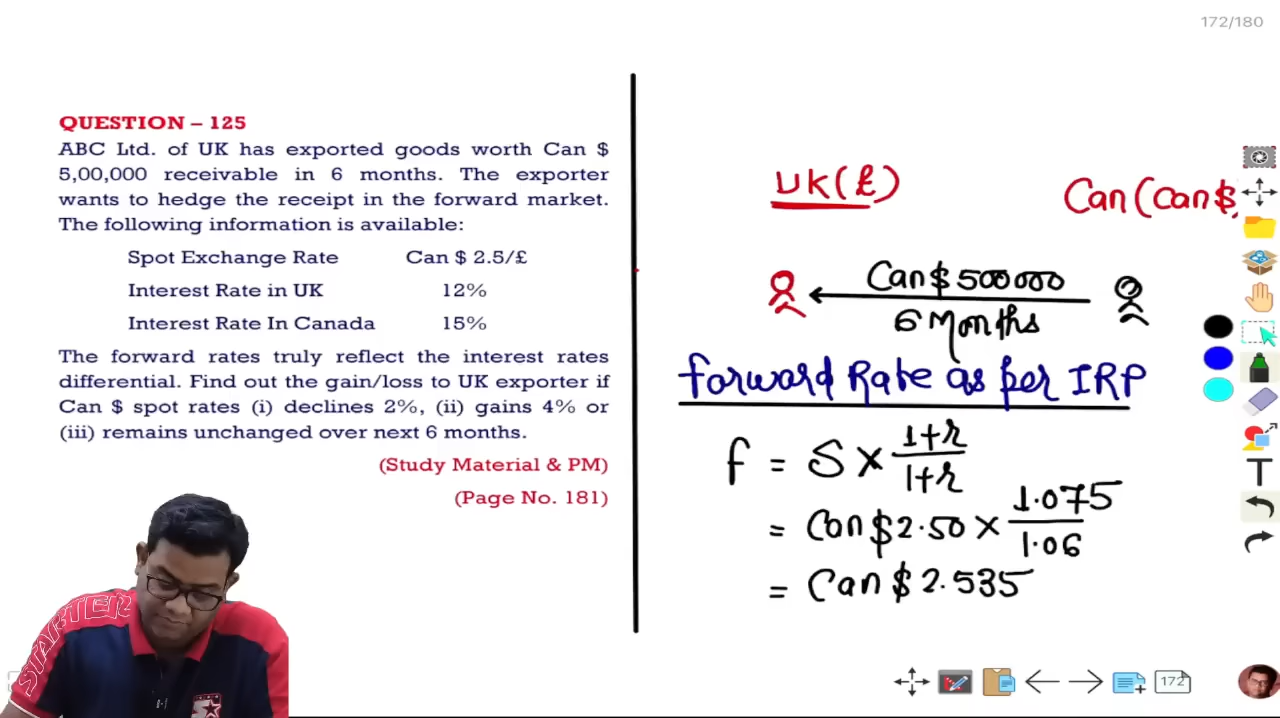 172/180
QUESTION – 125
ABC Ltd. of UK has exported goods worth Can $
5,00,000 receivable in 6 months. The exporter
wants to hedge the receipt in the forward market.
The following information is available:
Spot Exchange Rate Can $ 2.5/£
Interest Rate in UK 12%
Interest Rate In Canada 15%
The forward rates truly reflect the interest rates
differential. Find out the gain/loss to UK exporter if
Can $ spot rates (i) declines 2%, (ii) gains 4% or
(iii) remains unchanged over next 6 months.
(Study Material & PM)
(Page No. 181)
UK(£) Can(Can$)
Can$ 500000
6 Months
Forward Rate as per IRP
F = S × 1+r/1+r
= Can$2.50 × 1.075/1.06
= Can $ 2.535
STARTER
T
172